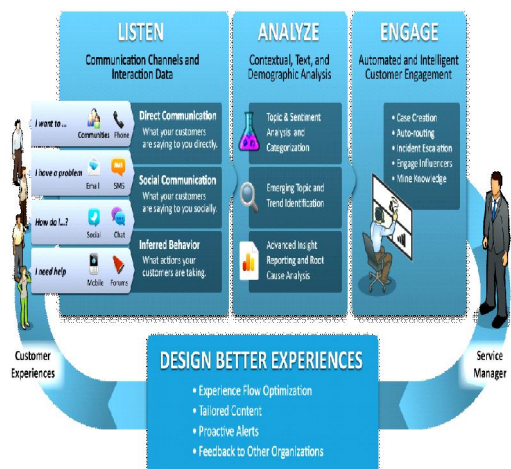 LISTEN
Communication Channels and
Interaction Data
I want to ...
Communities Phone
I have a problem
Email SMS
How do I...?
Social Chat
I need help
Mobile Forums
Direct Communication
What your customers
are saying to you directly.
Social Communication
What your customers
are saying to you socially.
Inferred Behavior
What actions your
customers are taking.
ANALYZE
Contextual, Text, and
Demographic Analysis
Topic & Sentiment
Analysis and
Categorization
Emerging Topic and
Trend Identification
Advanced Insight
Reporting and Root
Cause Analysis
ENGAGE
Automated and Intelligent
Customer Engagement
• Case Creation
• Auto-routing
• Incident Escalation
• Engage Influencers
• Mine Knowledge
Customer
Experiences
Service
Manager
DESIGN BETTER EXPERIENCES
• Experience Flow Optimization
• Tailored Content
• Proactive Alerts
• Feedback to Other Organizations